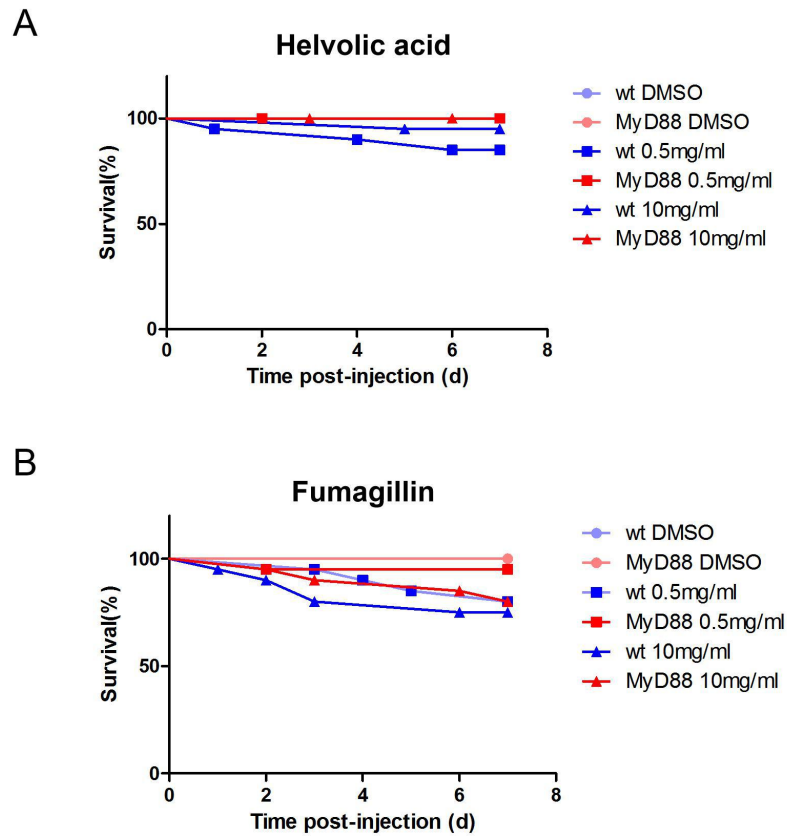 A
Helvolic acid
Survival(%)
100
50
0
0 2 4 6 8
Time post-injection (d)
wt DMSO
MyD88 DMSO
wt 0.5mg/ml
MyD88 0.5mg/ml
wt 10mg/ml
MyD88 10mg/ml
B
Fumagillin
Survival(%)
100
50
0
0 2 4 6 8
Time post-injection (d)
wt DMSO
MyD88 DMSO
wt 0.5mg/ml
MyD88 0.5mg/ml
wt 10mg/ml
MyD88 10mg/ml